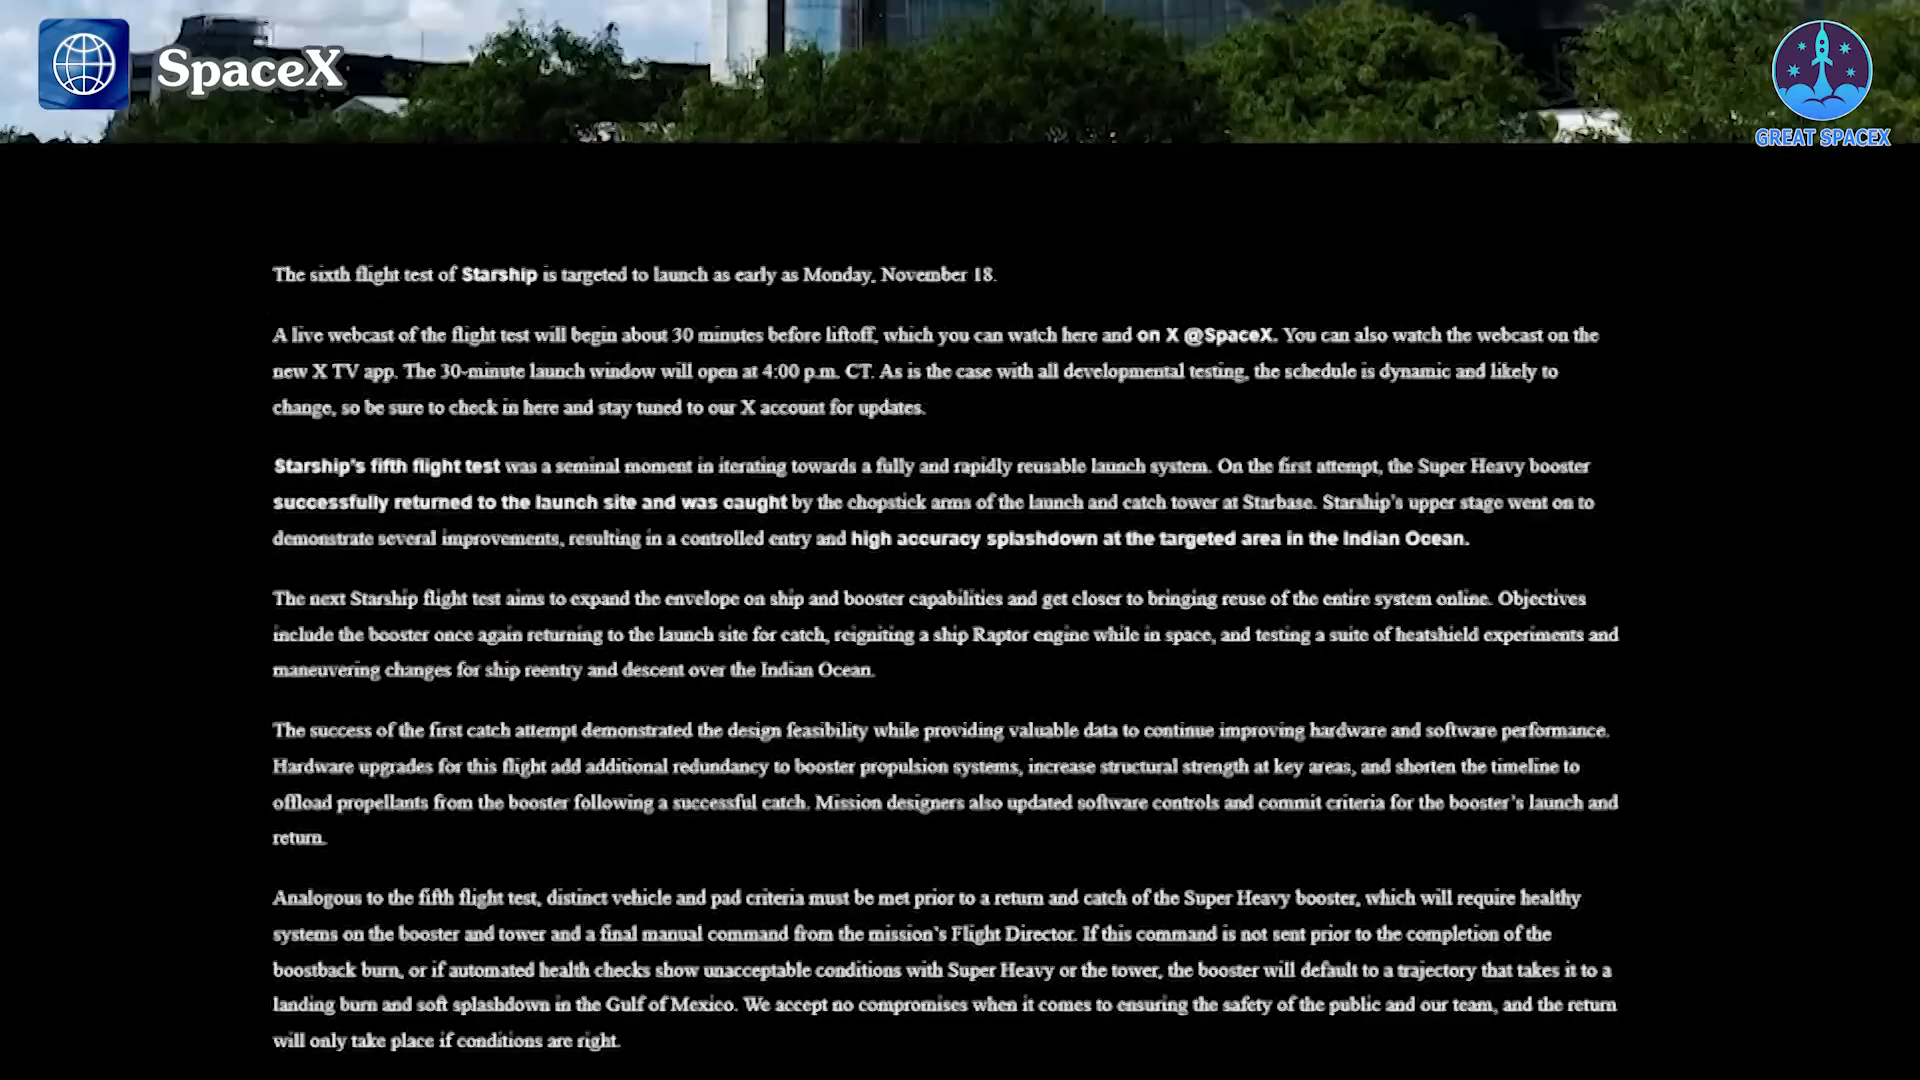 SpaceX
GREAT SPACEX
The sixth flight test of Starship is targeted to launch as early as Monday, November 18.
A live webcast of the flight test will begin about 30 minutes before liftoff, which you can watch here and on X @SpaceX. You can also watch the webcast on the
new X TV app. The 30-minute launch window will open at 4:00 p.m. CT. As is the case with all developmental testing, the schedule is dynamic and likely to
change, so be sure to check in here and stay tuned to our X account for updates.
Starship's fifth flight test was a seminal moment in iterating towards a fully and rapidly reusable launch system. On the first attempt, the Super Heavy booster
successfully returned to the launch site and was caught by the chopstick arms of the launch and catch tower at Starbase. Starship's upper stage went on to
demonstrate several improvements, resulting in a controlled entry and high accuracy splashdown at the targeted area in the Indian Ocean.
The next Starship flight test aims to expand the envelope on ship and booster capabilities and get closer to bringing reuse of the entire system online. Objectives
include the booster once again returning to the launch site for catch, reigniting a ship Raptor engine while in space, and testing a suite of heatshield experiments and
maneuvering changes for ship reentry and descent over the Indian Ocean.
The success of the first catch attempt demonstrated the design feasibility while providing valuable data to continue improving hardware and software performance.
Hardware upgrades for this flight add additional redundancy to booster propulsion systems, increase structural strength at key areas, and shorten the timeline to
offload propellants from the booster following a successful catch. Mission designers also updated software controls and commit criteria for the booster's launch and
return.
Analogous to the fifth flight test, distinct vehicle and pad criteria must be met prior to a return and catch of the Super Heavy booster, which will require healthy
systems on the booster and tower and a final manual command from the mission's Flight Director. If this command is not sent prior to the completion of the
boostback burn, or if automated health checks show unacceptable conditions with Super Heavy or the tower, the booster will default to a trajectory that takes it to a
landing burn and soft splashdown in the Gulf of Mexico. We accept no compromises when it comes to ensuring the safety of the public and our team, and the return
will only take place if conditions are right.